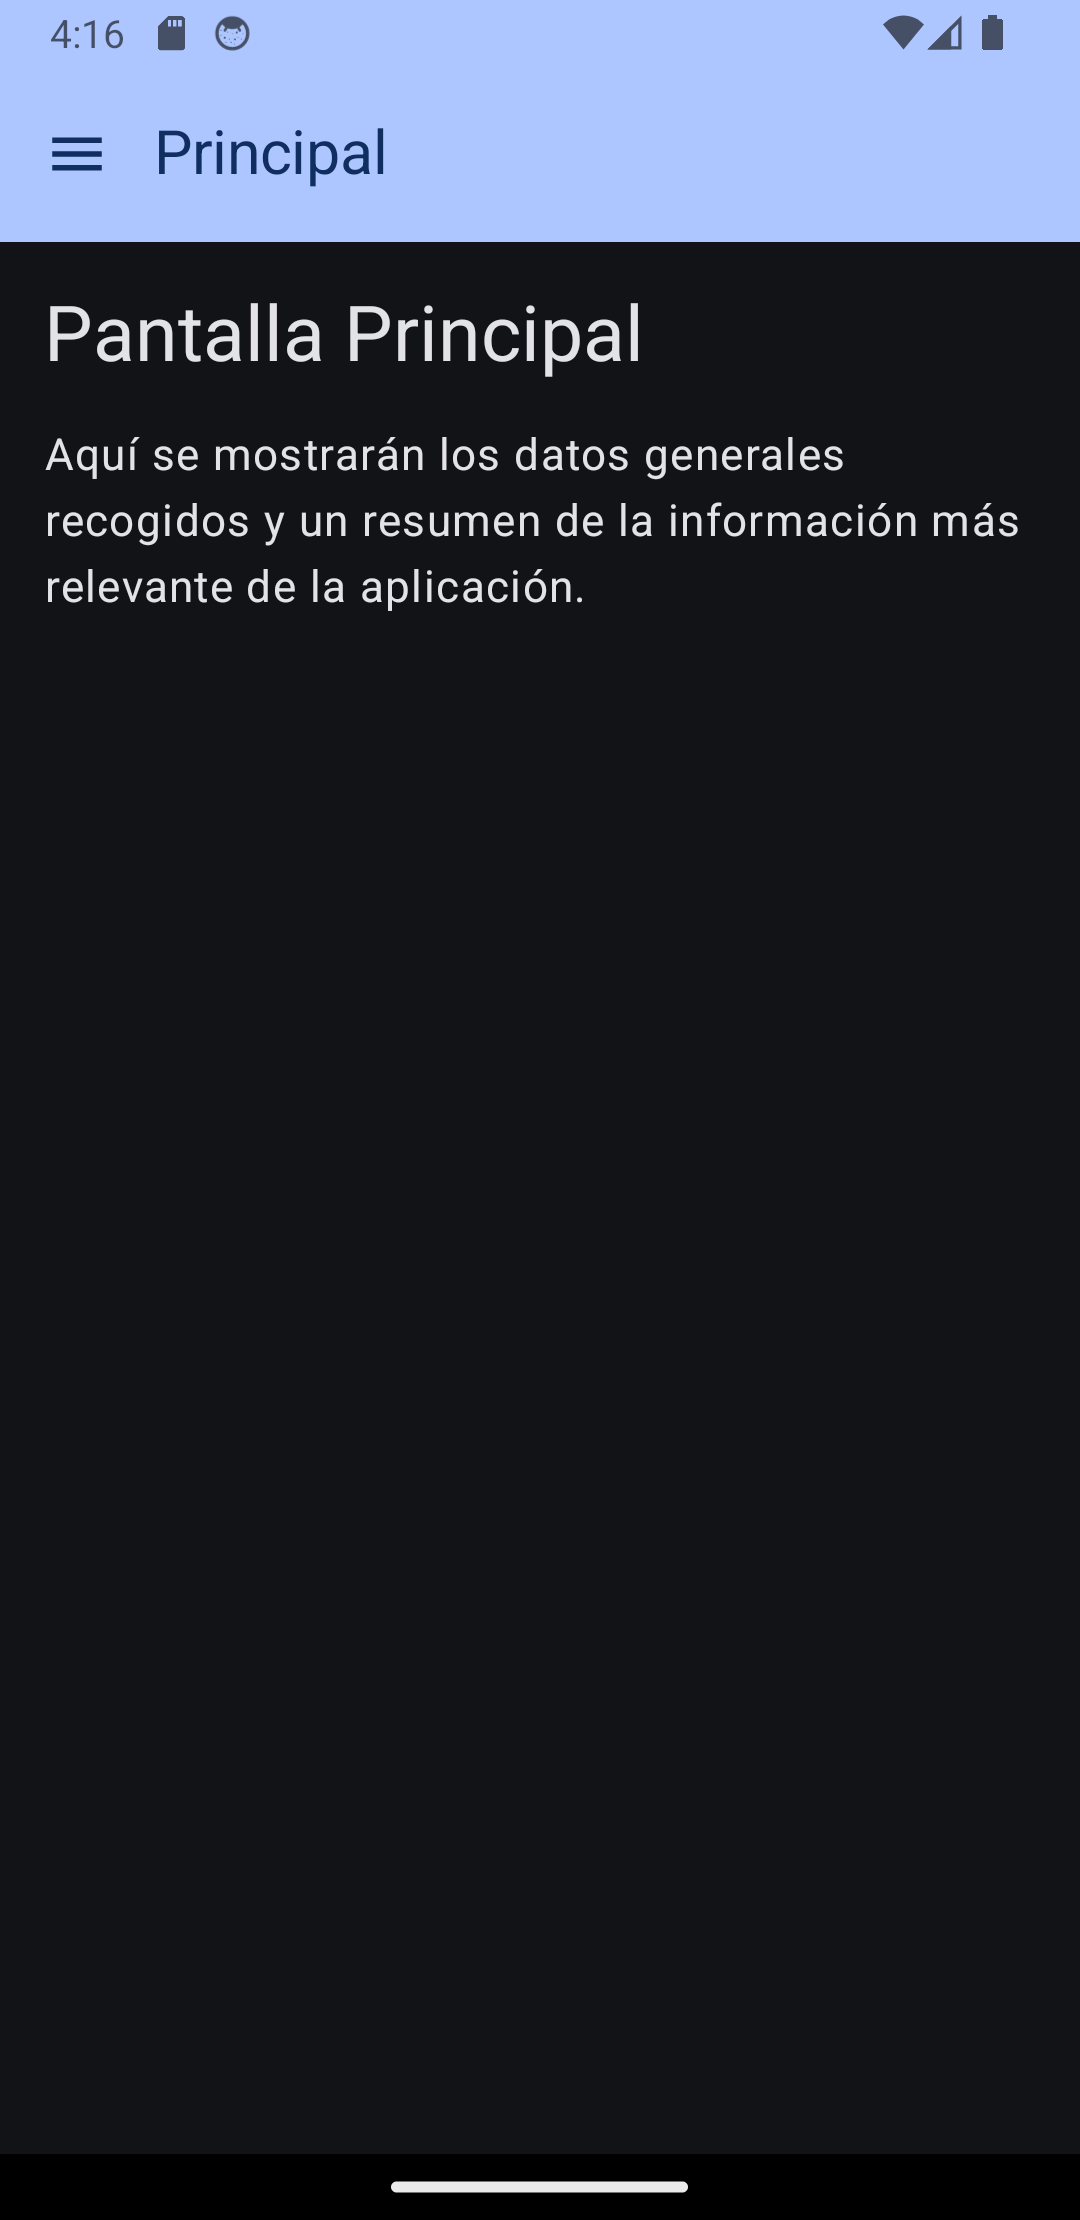 4:16
Principal
Pantalla Principal
Aquí se mostrarán los datos generales
recogidos y un resumen de la información más
relevante de la aplicación.